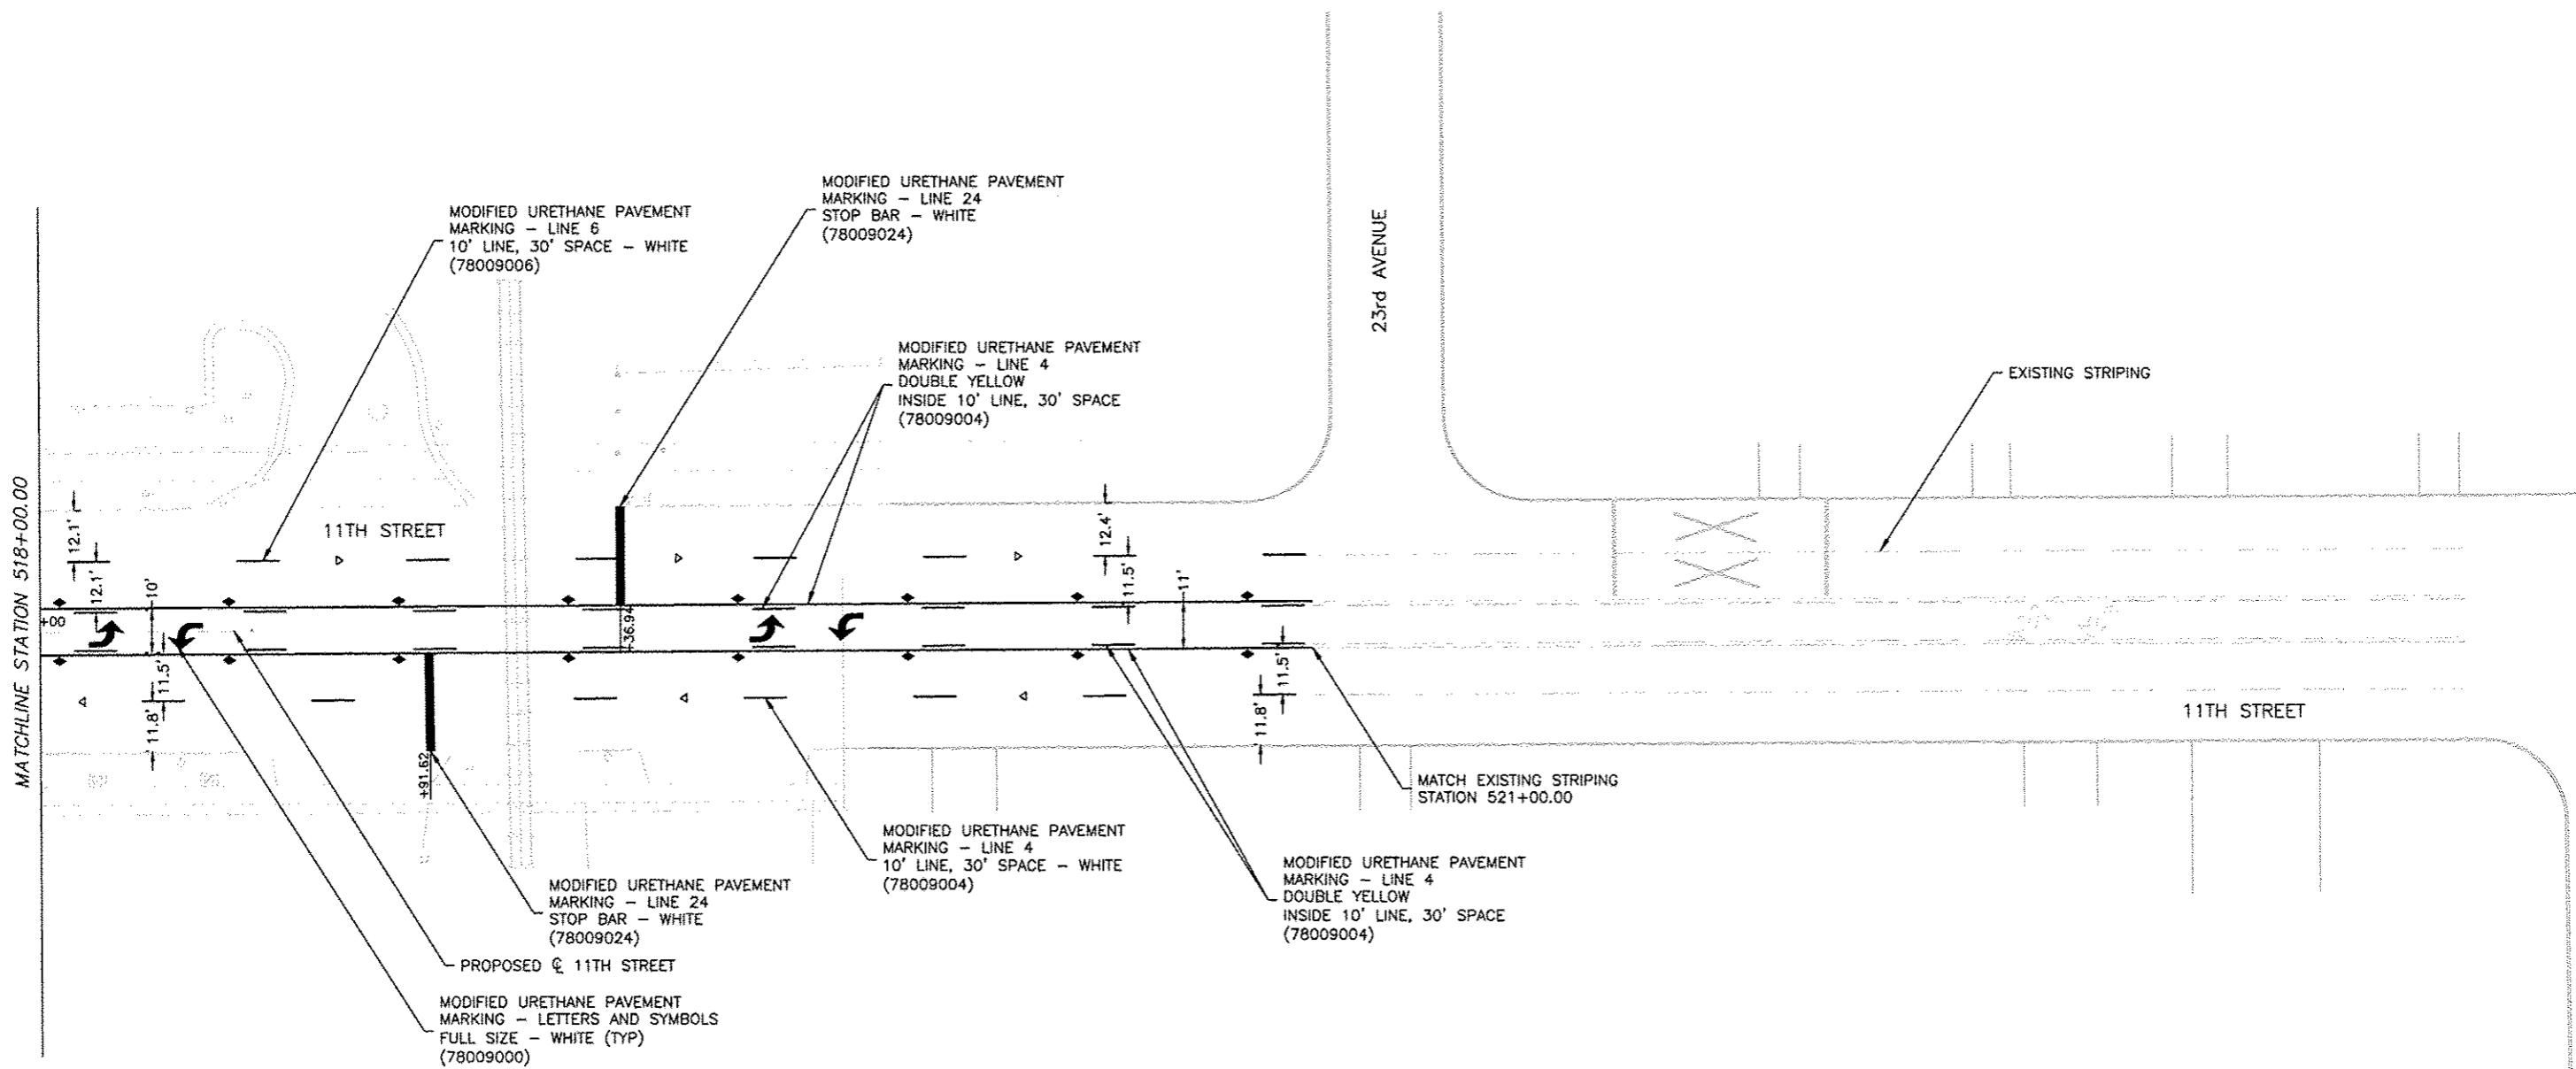 MODIFIED URETHANE PAVEMENT
MARKING – LINE 24
STOP BAR – WHITE
(78009024)
MODIFIED URETHANE PAVEMENT
MARKING – LINE 6
10' LINE, 30' SPACE – WHITE
(78009006)
23rd AVENUE
MODIFIED URETHANE PAVEMENT
MARKING – LINE 4
DOUBLE YELLOW
INSIDE 10' LINE, 30' SPACE
(78009004)
EXISTING STRIPING
MATCHLINE STATION 518+00.00
11TH STREET
12.1'
12.1'
10'
+00
11.5'
11.8'
+36.94
+91.62
12.4'
11.5'
11'
11.5'
11.8'
11TH STREET
MATCH EXISTING STRIPING
STATION 521+00.00
MODIFIED URETHANE PAVEMENT
MARKING – LINE 4
10' LINE, 30' SPACE – WHITE
(78009004)
MODIFIED URETHANE PAVEMENT
MARKING – LINE 4
DOUBLE YELLOW
INSIDE 10' LINE, 30' SPACE
(78009004)
MODIFIED URETHANE PAVEMENT
MARKING – LINE 24
STOP BAR – WHITE
(78009024)
PROPOSED ℄ 11TH STREET
MODIFIED URETHANE PAVEMENT
MARKING – LETTERS AND SYMBOLS
FULL SIZE – WHITE (TYP)
(78009000)